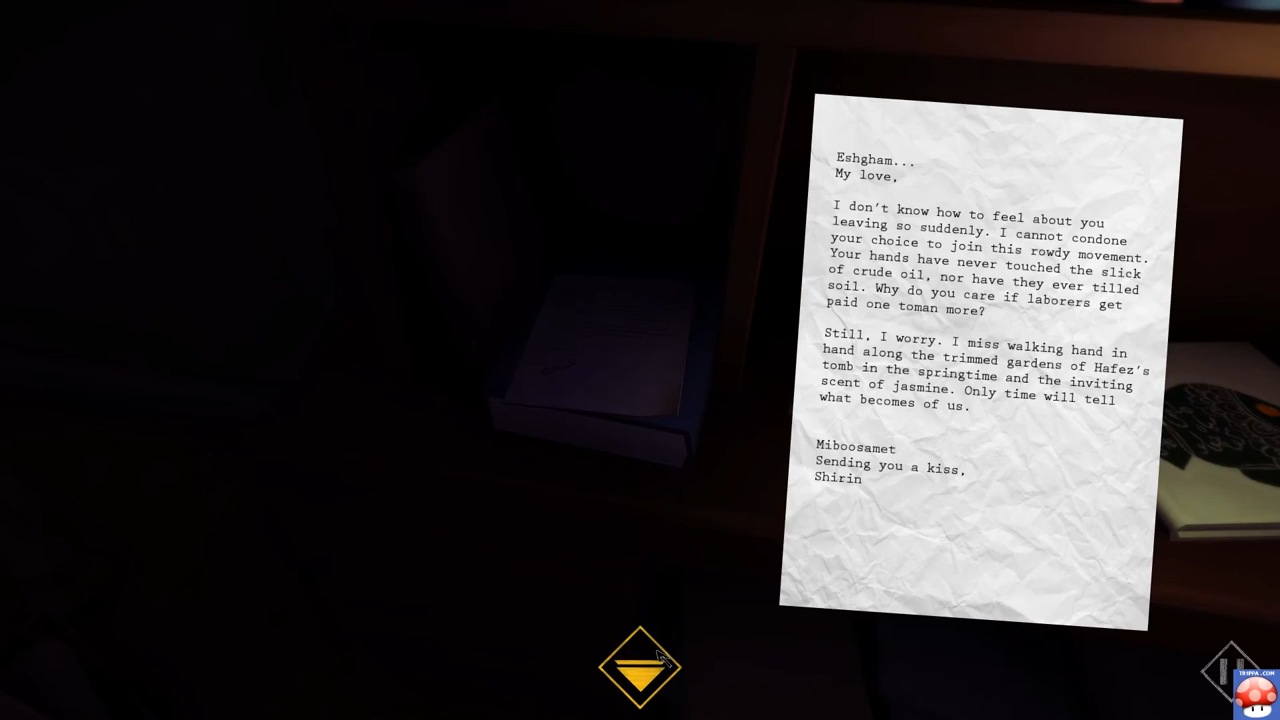 Eshgham...
My love,
I don't know how to feel about you
leaving so suddenly. I cannot condone
your choice to join this rowdy movement.
Your hands have never touched the slick
of crude oil, nor have they ever tilled
soil. Why do you care if laborers get
paid one toman more?
Still, I worry. I miss walking hand in
hand along the trimmed gardens of Hafez's
tomb in the springtime and the inviting
scent of jasmine. Only time will tell
what becomes of us.
Miboosamet
Sending you a kiss,
Shirin
TR1PPA.COM